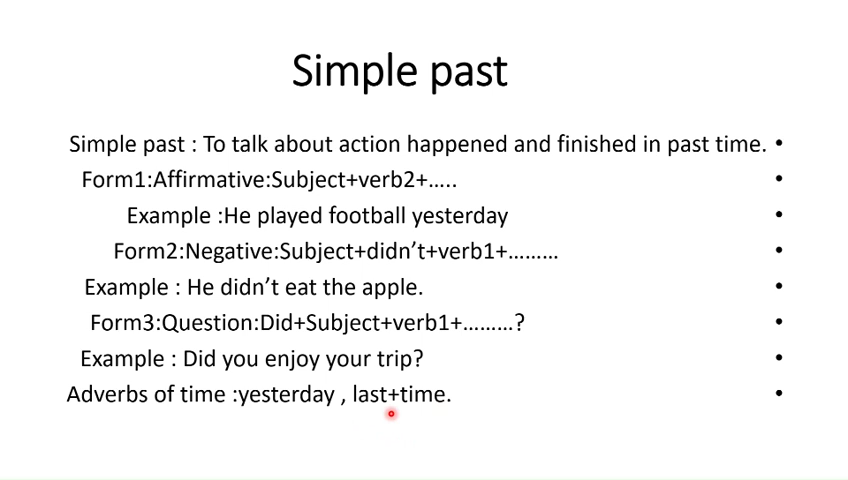 Simple past
Simple past : To talk about action happened and finished in past time.
Form1:Affirmative:Subject+verb2+…..
Example :He played football yesterday
Form2:Negative:Subject+didn’t+verb1+………
Example : He didn’t eat the apple.
Form3:Question:Did+Subject+verb1+………?
Example : Did you enjoy your trip?
Adverbs of time :yesterday , last+time.